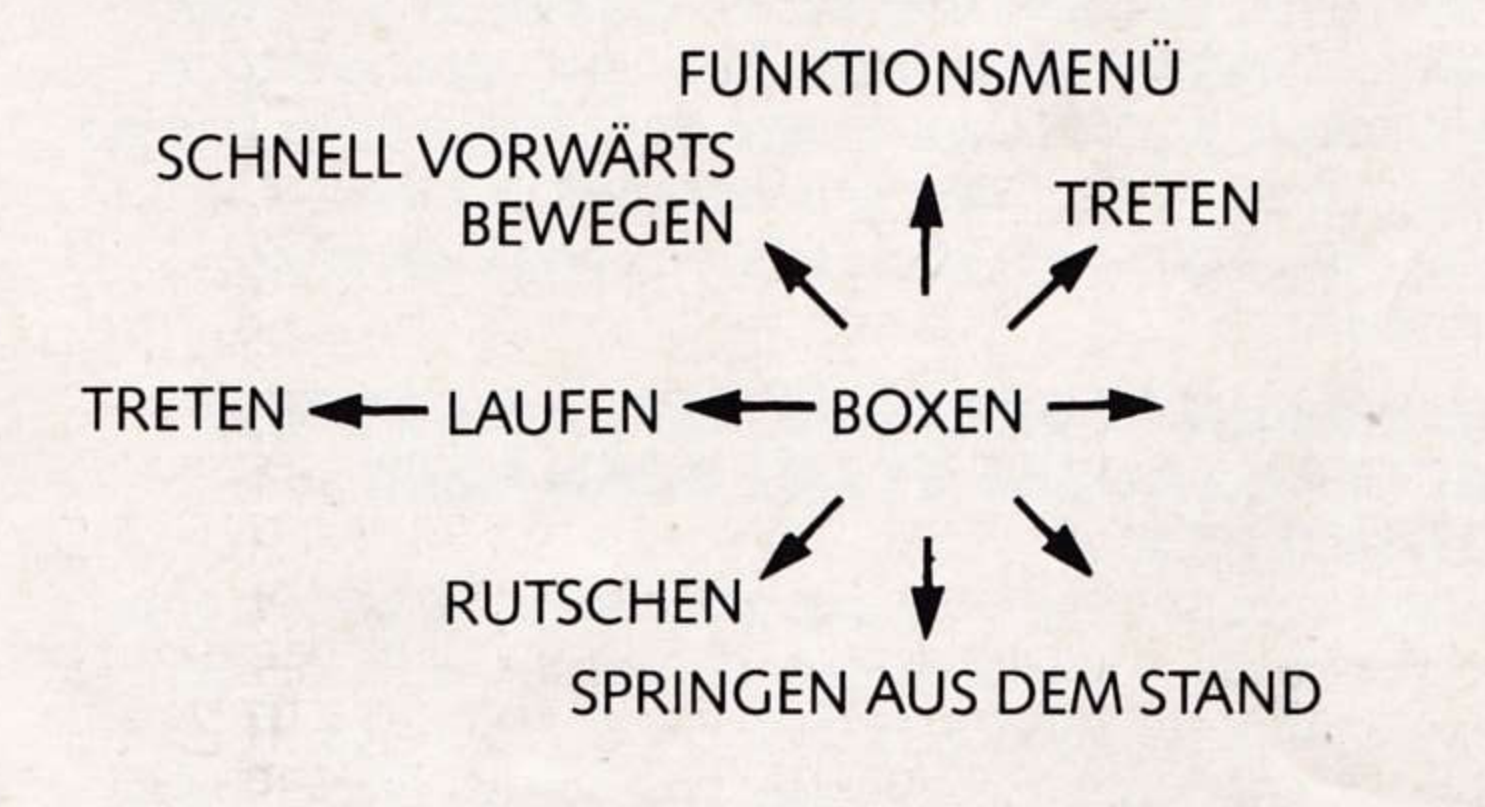 FUNKTIONSMENÜ
SCHNELL VORWÄRTS
BEWEGEN
TRETEN
TRETEN LAUFEN BOXEN
RUTSCHEN
SPRINGEN AUS DEM STAND